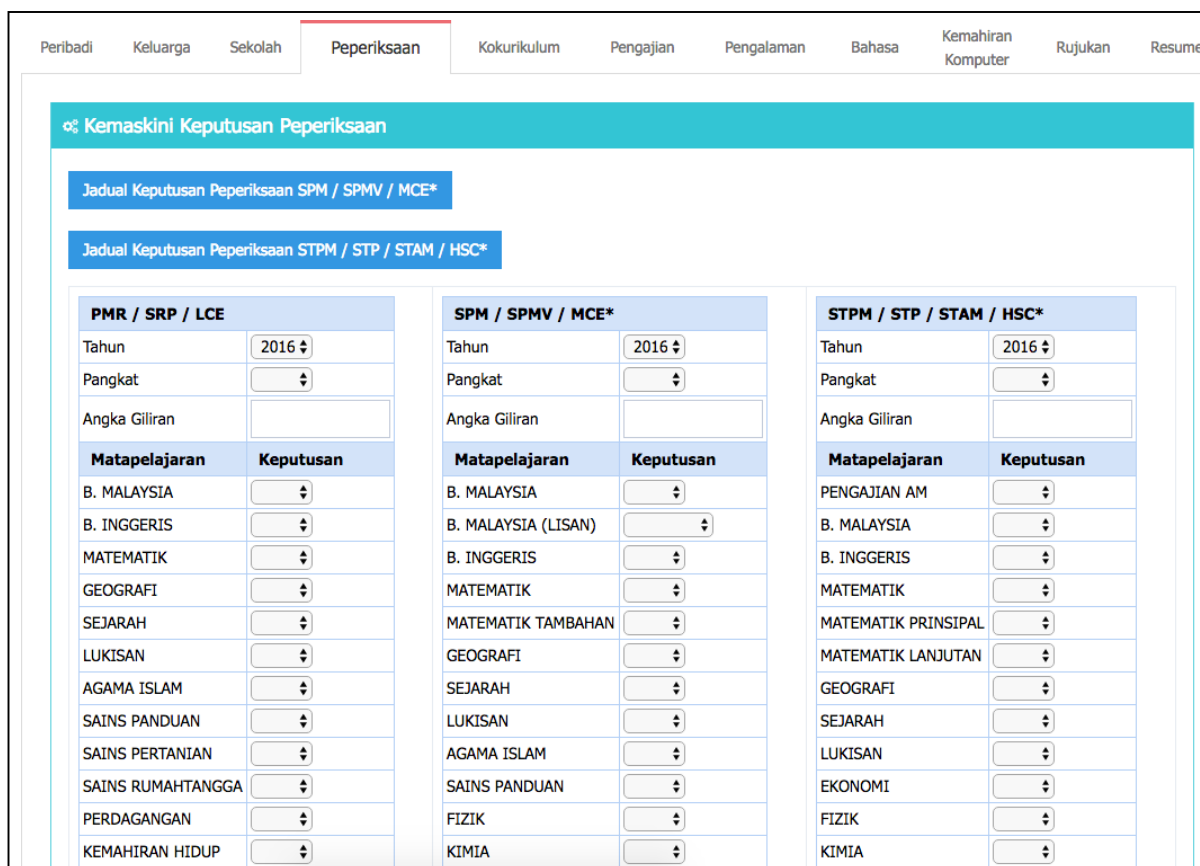 Peribadi Keluarga Sekolah Peperiksaan Kokurikulum Pengajian Pengalaman Bahasa Kemahiran Komputer Rujukan Resume
Kemaskini Keputusan Peperiksaan
Jadual Keputusan Peperiksaan SPM / SPMV / MCE*
Jadual Keputusan Peperiksaan STPM / STP / STAM / HSC*
PMR / SRP / LCE
Tahun 2016
Pangkat
Angka Giliran
Matapelajaran Keputusan
B. MALAYSIA
B. INGGERIS
MATEMATIK
GEOGRAFI
SEJARAH
LUKISAN
AGAMA ISLAM
SAINS PANDUAN
SAINS PERTANIAN
SAINS RUMAHTANGGA
PERDAGANGAN
KEMAHIRAN HIDUP
SPM / SPMV / MCE*
Tahun 2016
Pangkat
Angka Giliran
Matapelajaran Keputusan
B. MALAYSIA
B. MALAYSIA (LISAN)
B. INGGERIS
MATEMATIK
MATEMATIK TAMBAHAN
GEOGRAFI
SEJARAH
LUKISAN
AGAMA ISLAM
SAINS PANDUAN
FIZIK
KIMIA
STPM / STP / STAM / HSC*
Tahun 2016
Pangkat
Angka Giliran
Matapelajaran Keputusan
PENGAJIAN AM
B. MALAYSIA
B. INGGERIS
MATEMATIK
MATEMATIK PRINSIPAL
MATEMATIK LANJUTAN
GEOGRAFI
SEJARAH
LUKISAN
EKONOMI
FIZIK
KIMIA